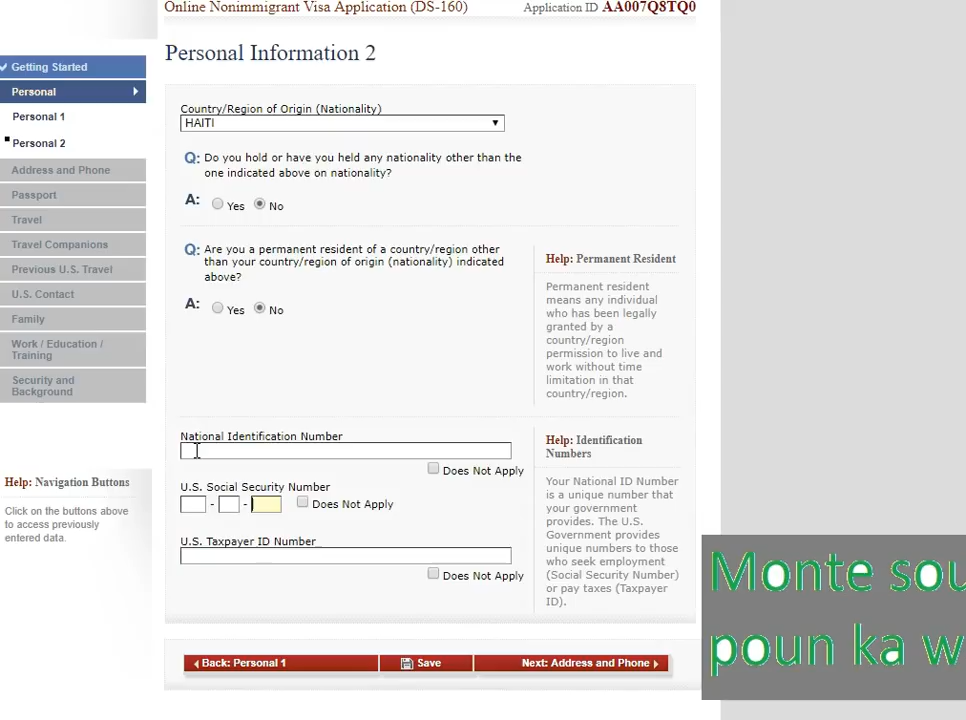 Online Nonimmigrant Visa Application (DS-160)
Application ID AA007Q8TQ0
Personal Information 2
Getting Started
Personal
Personal 1
Personal 2
Address and Phone
Passport
Travel
Travel Companions
Previous U.S. Travel
U.S. Contact
Family
Work / Education /
Training
Security and
Background
Help: Navigation Buttons
Click on the buttons above
to access previously
entered data.
Country/Region of Origin (Nationality)
HAITI
Q: Do you hold or have you held any nationality other than the
one indicated above on nationality?
A: Yes No
Q: Are you a permanent resident of a country/region other
than your country/region of origin (nationality) indicated
above?
A: Yes No
Help: Permanent Resident
Permanent resident
means any individual
who has been legally
granted by a
country/region
permission to live and
work without time
limitation in that
country/region.
National Identification Number
Does Not Apply
U.S. Social Security Number
- - Does Not Apply
U.S. Taxpayer ID Number
Does Not Apply
Help: Identification
Numbers
Your National ID Number
is a unique number that
your government
provides. The U.S.
Government provides
unique numbers to those
who seek employment
(Social Security Number)
or pay taxes (Taxpayer
ID).
Back: Personal 1
Save
Next: Address and Phone
Monte sou
poun ka w